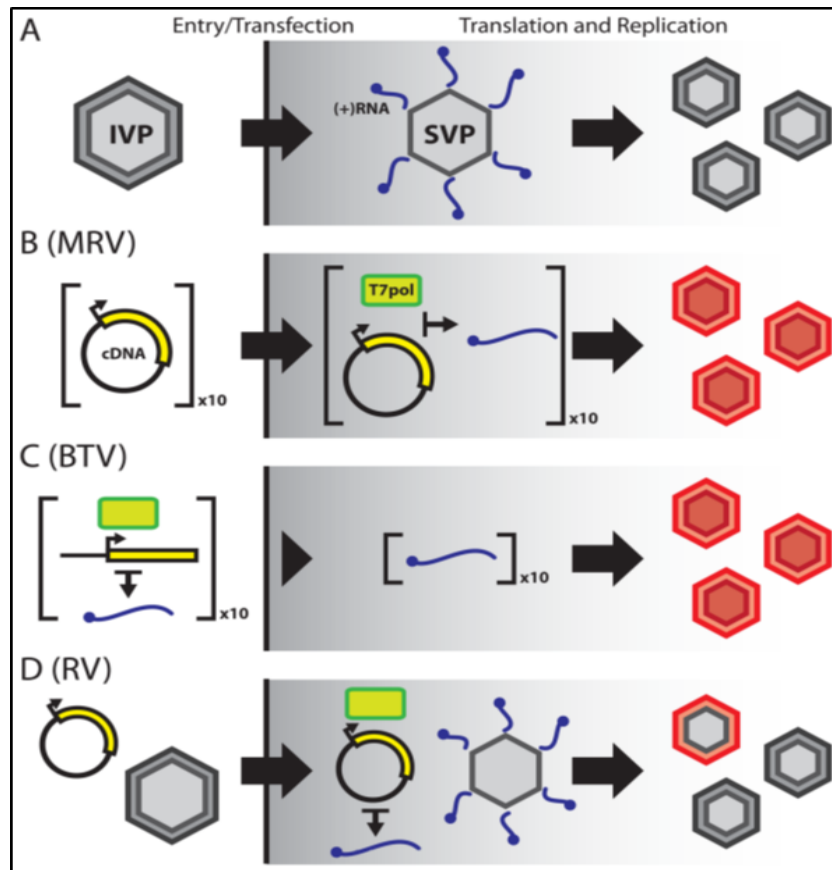 A Entry/Transfection Translation and Replication
IVP
(+)RNA
SVP
B (MRV)
cDNA
x10
T7pol
x10
C (BTV)
x10
x10
D (RV)